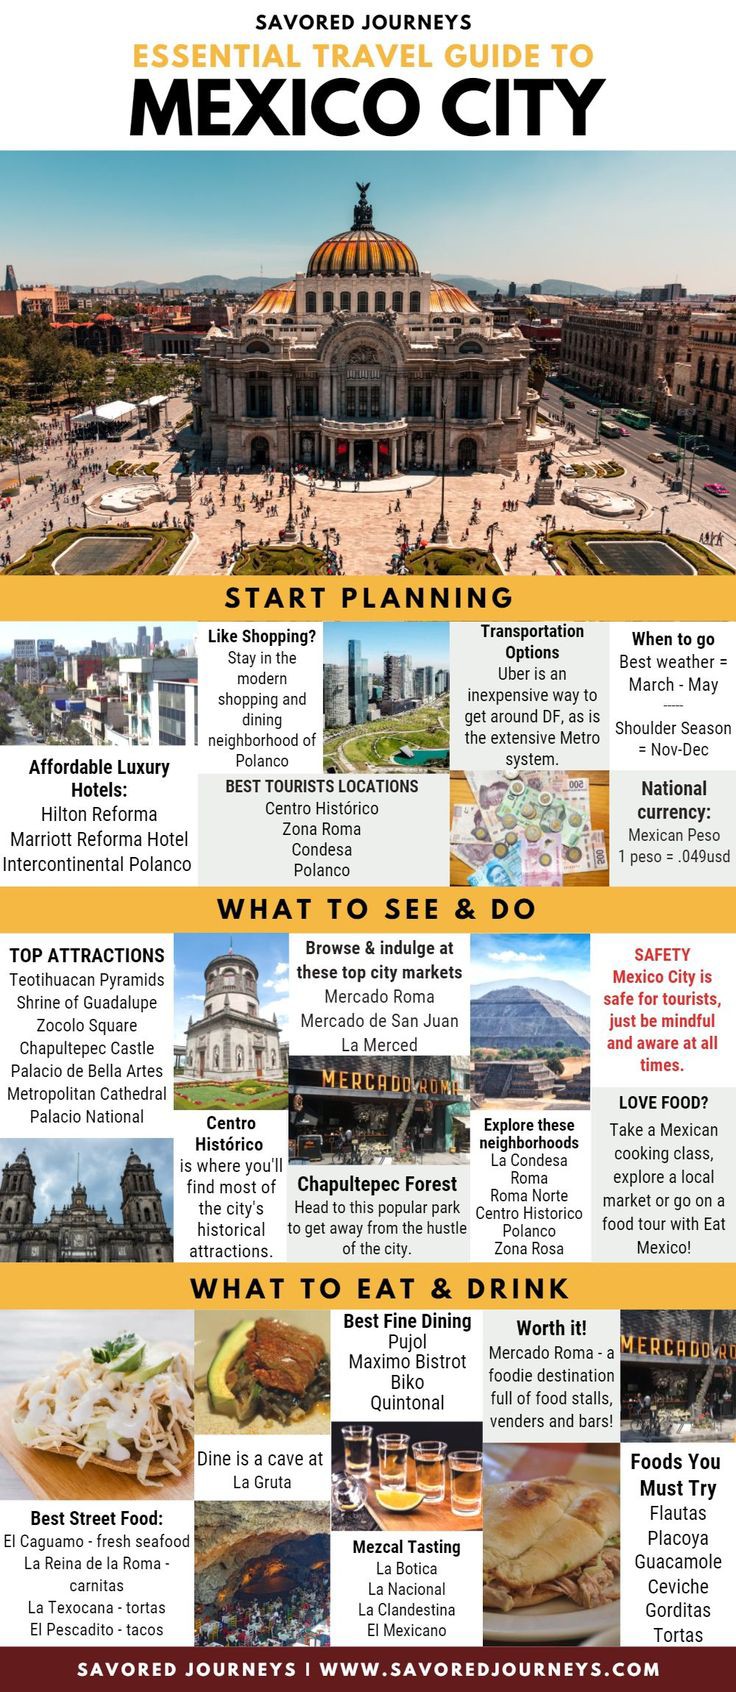 SAVORED JOURNEYS
ESSENTIAL TRAVEL GUIDE TO
MEXICO CITY
START PLANNING
Affordable Luxury
Hotels:
Hilton Reforma
Marriott Reforma Hotel
Intercontinental Polanco
Like Shopping?
Stay in the
modern
shopping and
dining
neighborhood of
Polanco
BEST TOURISTS LOCATIONS
Centro Histórico
Zona Roma
Condesa
Polanco
Transportation
Options
Uber is an
inexpensive way to
get around DF, as is
the extensive Metro
system.
When to go
Best weather =
March - May
-----
Shoulder Season
= Nov-Dec
500
National
currency:
Mexican Peso
1 peso = .049usd
WHAT TO SEE & DO
TOP ATTRACTIONS
Teotihuacan Pyramids
Shrine of Guadalupe
Zocolo Square
Chapultepec Castle
Palacio de Bella Artes
Metropolitan Cathedral
Palacio National
Centro
Histórico
is where you'll
find most of
the city's
historical
attractions.
Browse & indulge at
these top city markets
Mercado Roma
Mercado de San Juan
La Merced
MERCADO ROMA
Chapultepec Forest
Head to this popular park
to get away from the hustle
of the city.
Explore these
neighborhoods
La Condesa
Roma
Roma Norte
Centro Historico
Polanco
Zona Rosa
SAFETY
Mexico City is
safe for tourists,
just be mindful
and aware at all
times.
LOVE FOOD?
Take a Mexican
cooking class,
explore a local
market or go on a
food tour with Eat
Mexico!
WHAT TO EAT & DRINK
Best Street Food:
El Caguamo - fresh seafood
La Reina de la Roma -
carnitas
La Texocana - tortas
El Pescadito - tacos
Dine is a cave at
La Gruta
Best Fine Dining
Pujol
Maximo Bistrot
Biko
Quintonal
Mezcal Tasting
La Botica
La Nacional
La Clandestina
El Mexicano
Worth it!
Mercado Roma - a
foodie destination
full of food stalls,
venders and bars!
MERCADO RO
Foods You
Must Try
Flautas
Placoya
Guacamole
Ceviche
Gorditas
Tortas
SAVORED JOURNEYS | WWW.SAVOREDJOURNEYS.COM